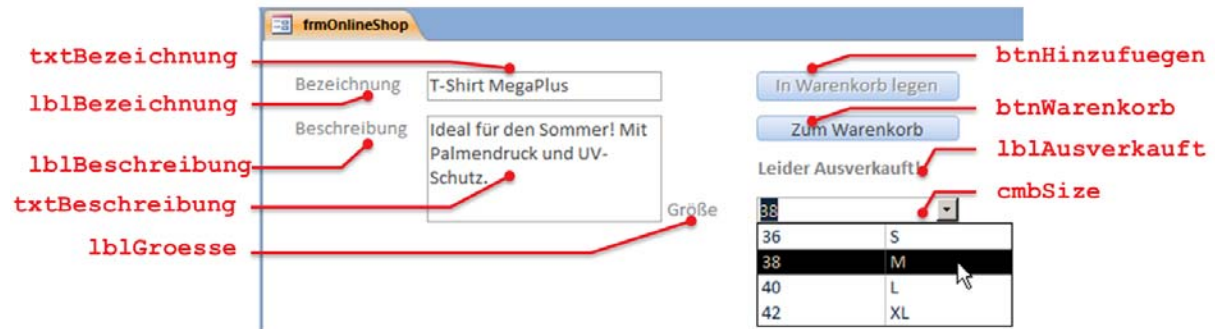 frmOnlineShop
txtBezeichnung
btnHinzufuegen
Bezeichnung
T-Shirt MegaPlus
In Warenkorb legen
lblBezeichnung
btnWarenkorb
Beschreibung
Ideal für den Sommer! Mit
Palmendruck und UV-
Schutz.
Zum Warenkorb
lblBeschreibung
lblAusverkauft
Leider Ausverkauft!
txtBeschreibung
cmbSize
Größe
38
lblGroesse
36 S
38 M
40 L
42 XL